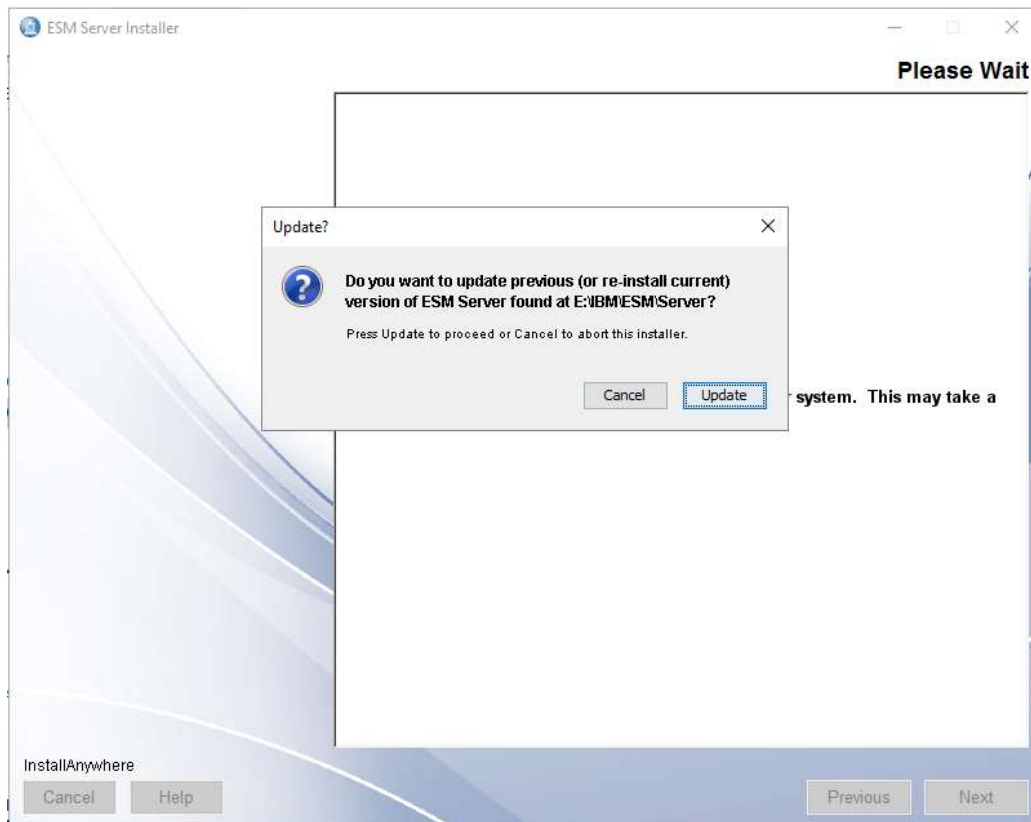 ESM Server Installer
Please Wait
Update?
Do you want to update previous (or re-install current)
version of ESM Server found at E:\IBM\ESM\Server?
Press Update to proceed or Cancel to abort this installer.
Cancel
Update
system. This may take a
InstallAnywhere
Cancel
Help
Previous
Next